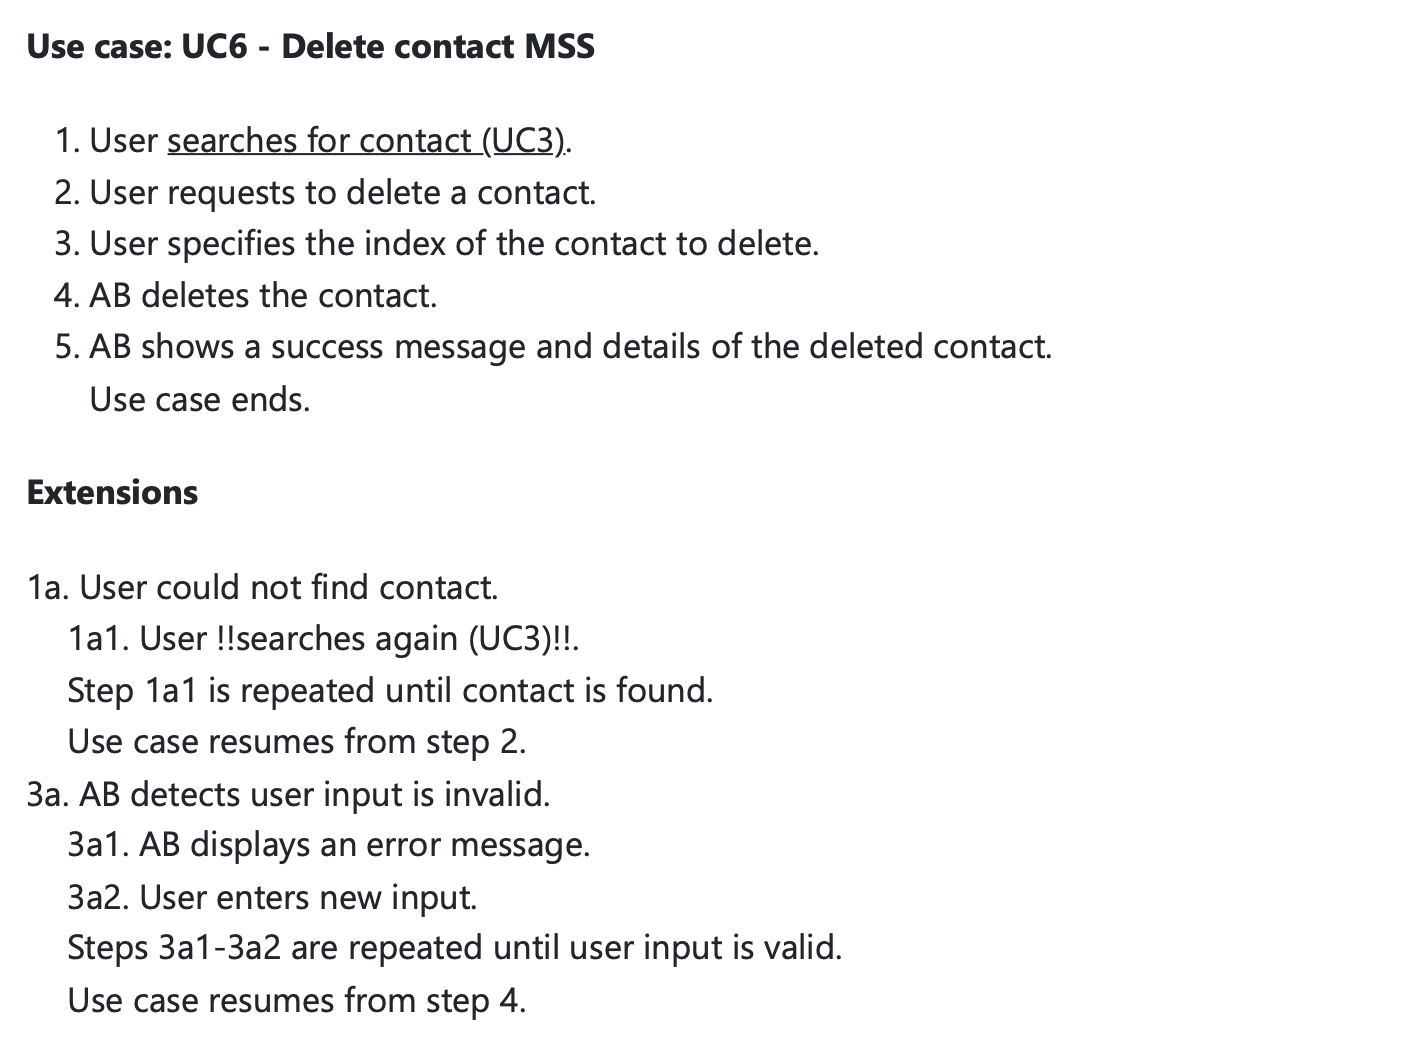 Use case: UC6 - Delete contact MSS
1. User searches for contact (UC3).
2. User requests to delete a contact.
3. User specifies the index of the contact to delete.
4. AB deletes the contact.
5. AB shows a success message and details of the deleted contact.
Use case ends.
Extensions
1a. User could not find contact.
1a1. User !!searches again (UC3)!!.
Step 1a1 is repeated until contact is found.
Use case resumes from step 2.
3a. AB detects user input is invalid.
3a1. AB displays an error message.
3a2. User enters new input.
Steps 3a1-3a2 are repeated until user input is valid.
Use case resumes from step 4.